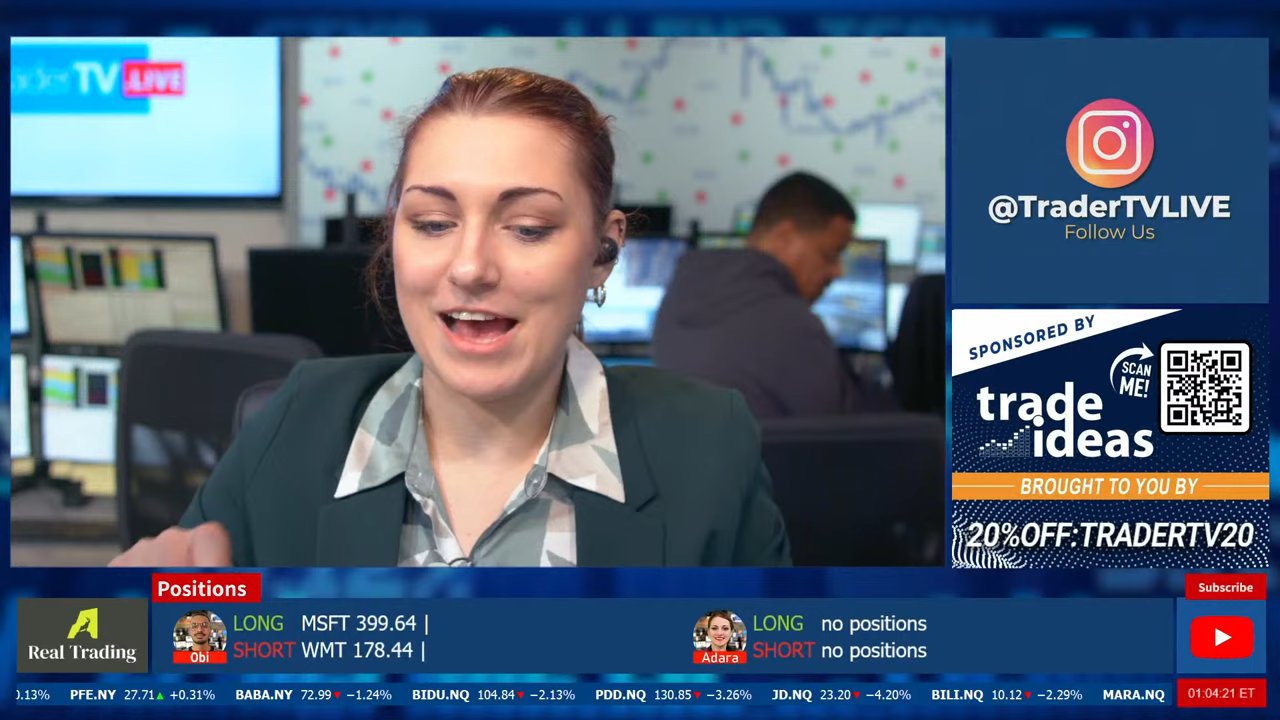 aderTV.LIVE
@TraderTVLIVE
Follow Us
SPONSORED BY
SCAN
ME!
trade
ideas
BROUGHT TO YOU BY
20%OFF:TRADERTV20
Positions
Subscribe
Real Trading
Obi
LONG MSFT 399.64 |
SHORT WMT 178.44 |
Adara
LONG no positions
SHORT no positions
0.13% PFE.NY 27.71▲ +0.31% BABA.NY 72.99▼ −1.24% BIDU.NQ 104.84▼ −2.13% PDD.NQ 130.85▼ −3.26% JD.NQ 23.20▼ −4.20% BILI.NQ 10.12▼ −2.29% MARA.NQ
01:04:21 ET